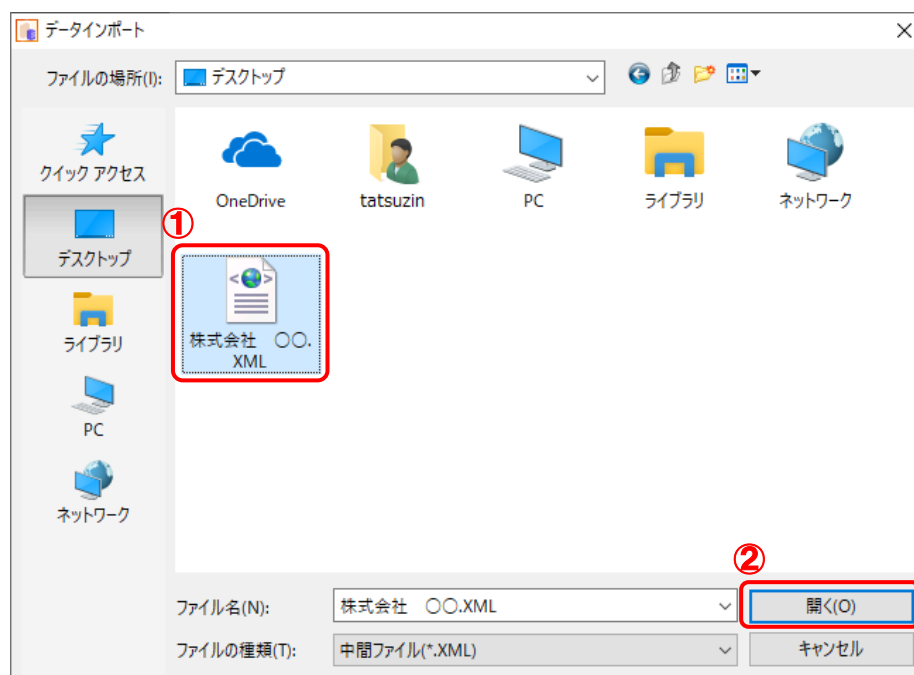 データインポート
ファイルの場所(I):
デスクトップ
クイック アクセス
デスクトップ
ライブラリ
PC
ネットワーク
OneDrive
tatsuzin
PC
ライブラリ
ネットワーク
①
株式会社　〇〇.
XML
②
ファイル名(N):
株式会社　〇〇.XML
開く(O)
ファイルの種類(T):
中間ファイル(*.XML)
キャンセル